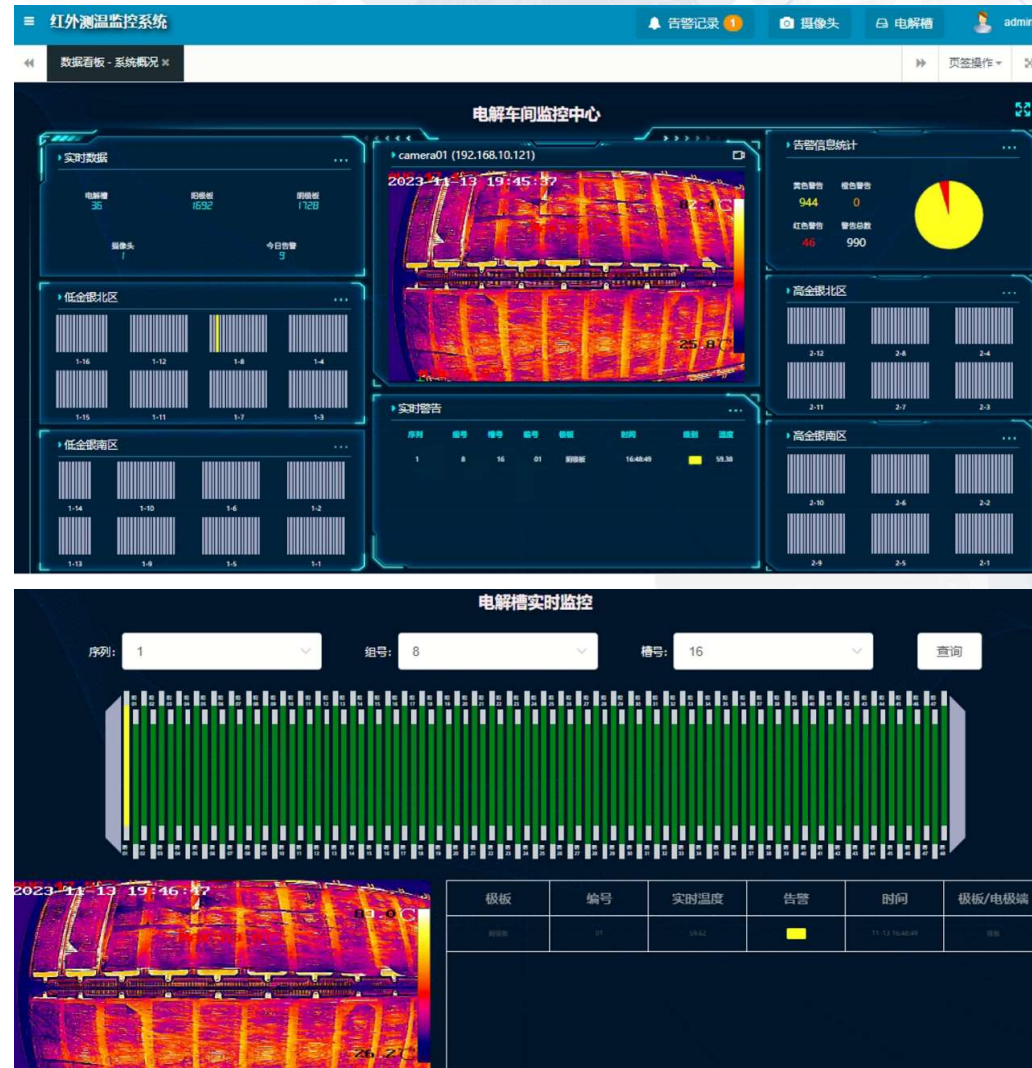 红外测温监控系统
告警记录 1
摄像头
电解槽
admin
数据看板 - 系统概况
页签操作
电解车间监控中心
实时数据
电解槽
36
阳极板
1692
阴极板
1728
摄像头
1
今日告警
9
camera01 (192.168.10.121)
2023-11-13 19:45:37
25.8℃
告警信息统计
黄色警告
944
橙色警告
0
红色警告
46
警告总数
990
低金银北区
1-16 1-12 1-8 1-4
1-15 1-11 1-7 1-3
低金银南区
1-14 1-10 1-6 1-2
1-13 1-9 1-5 1-1
高金银北区
2-12 2-8 2-4
2-11 2-7 2-3
高金银南区
2-10 2-6 2-2
2-9 2-5 2-1
实时警告
序列 组号 槽号 编号 极板 时间 级别 温度
1 8 16 01 阴极板 16:48:49 59.38
电解槽实时监控
序列: 1
组号: 8
槽号: 16
查询
2023-11-13 19:46:47
26.2℃
极板 编号 实时温度 告警 时间 极板/电极端
01 59.62 11-13 16:48:49